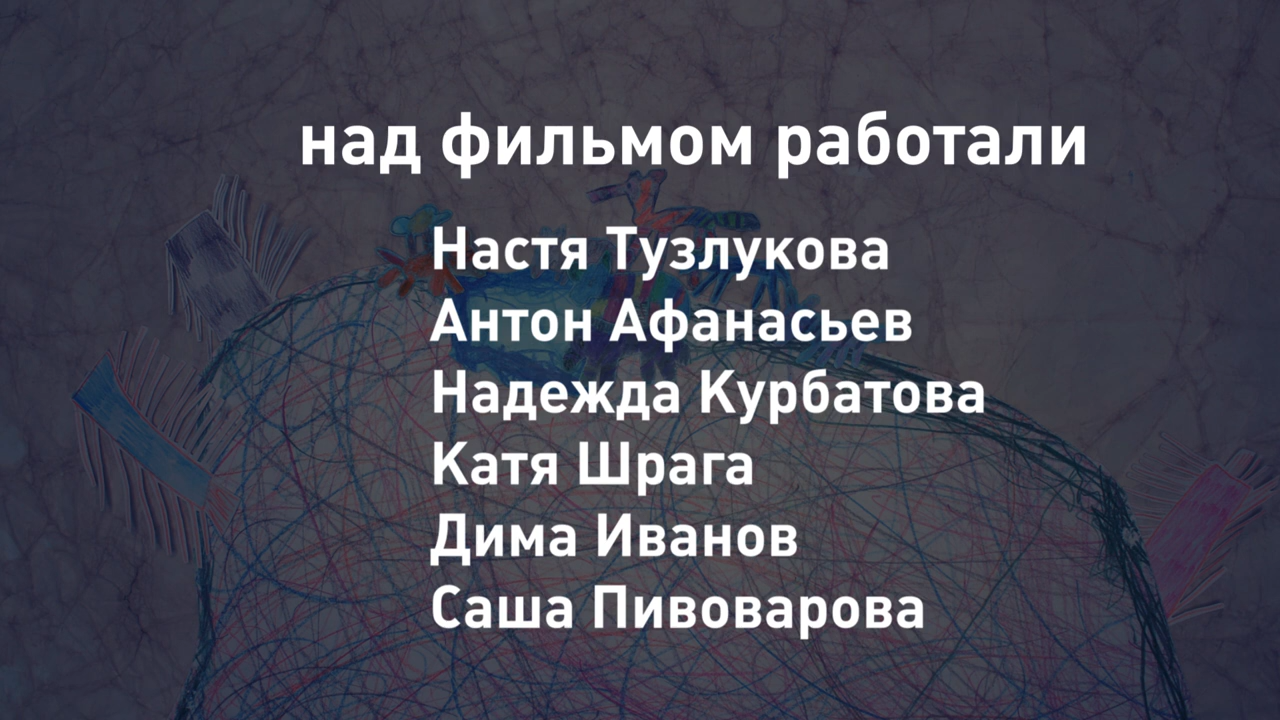 над фильмом работали
Настя Тузлукова
Антон Афанасьев
Надежда Курбатова
Катя Шрага
Дима Иванов
Саша Пивоварова